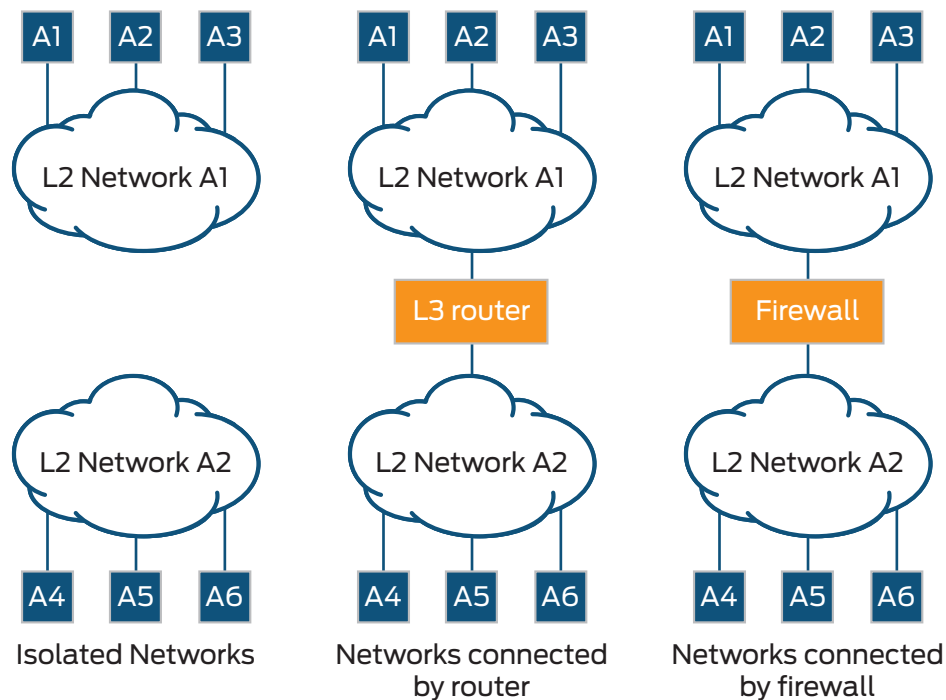 A1 A2 A3
L2 Network A1
L2 Network A2
A4 A5 A6
Isolated Networks
A1 A2 A3
L2 Network A1
L3 router
L2 Network A2
A4 A5 A6
Networks connected
by router
A1 A2 A3
L2 Network A1
Firewall
L2 Network A2
A4 A5 A6
Networks connected
by firewall